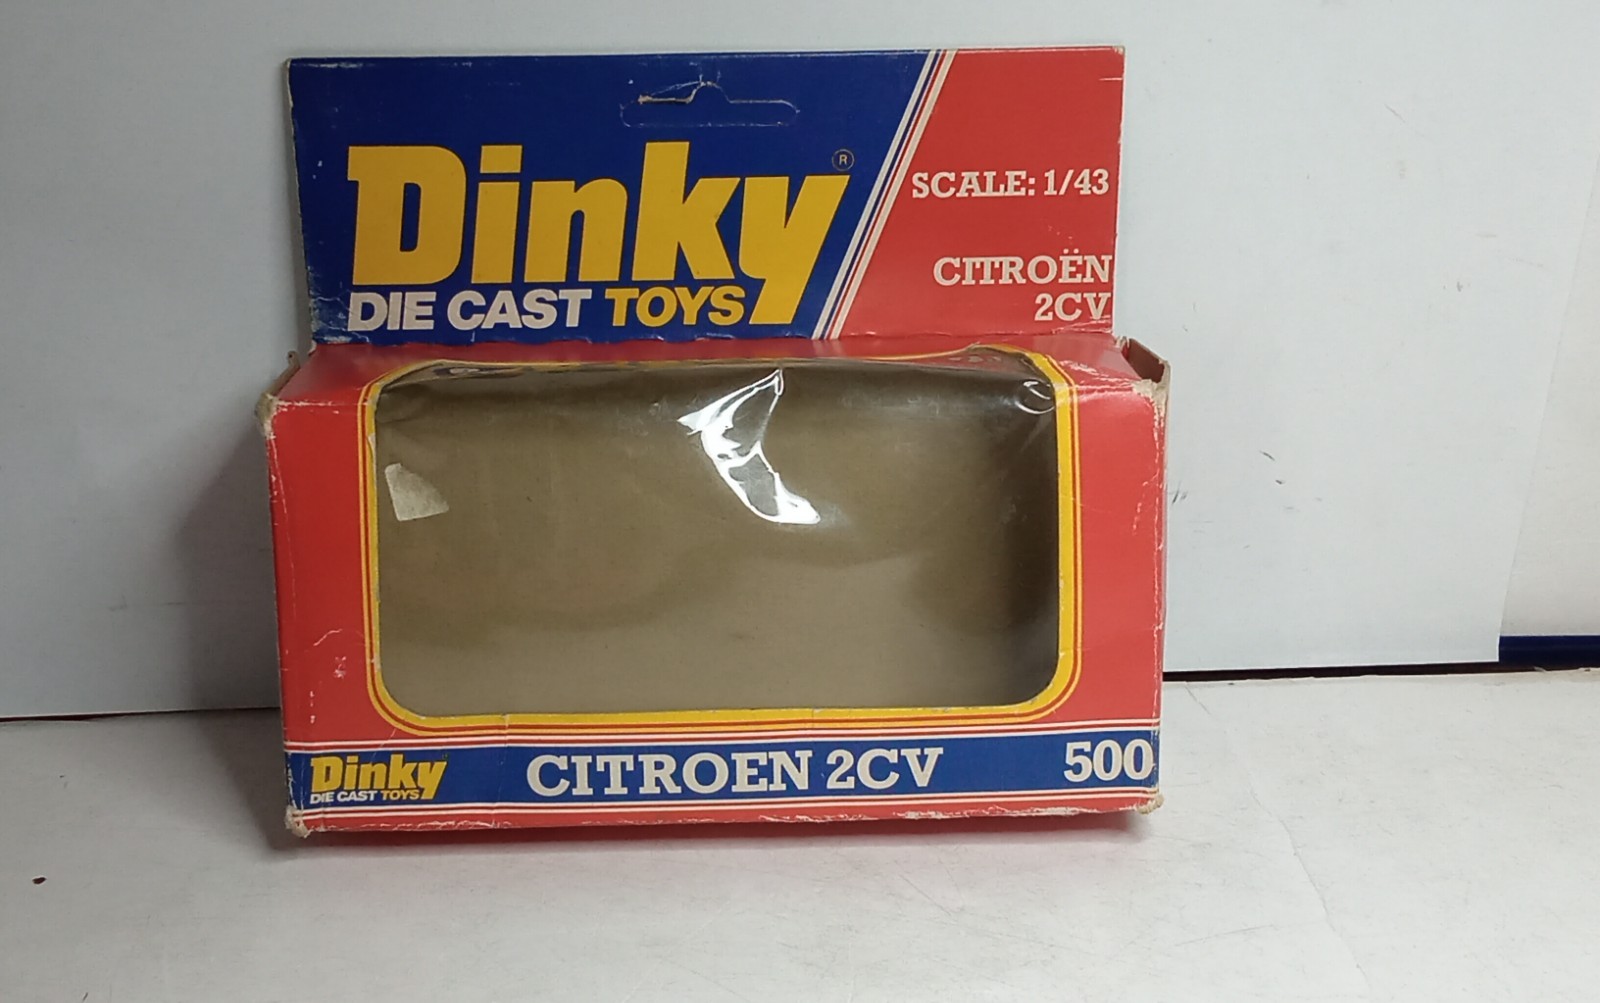 Dinky ®
DIE CAST TOYS
SCALE: 1/43
CITROËN
2CV
Dinky
DIE CAST TOYS
CITROEN 2CV
500